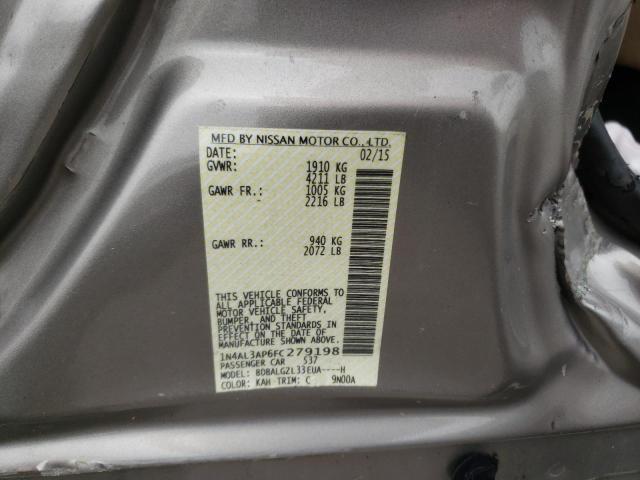 MFD BY NISSAN MOTOR CO.,LTD.
DATE: 02/15
GVWR: 1910 KG
4211 LB
GAWR FR.: 1005 KG
2216 LB
GAWR RR.: 940 KG
2072 LB
THIS VEHICLE CONFORMS TO
ALL APPLICABLE FEDERAL
MOTOR VEHICLE SAFETY,
BUMPER, AND THEFT
PREVENTION STANDARDS IN
EFFECT ON THE DATE OF
MANUFACTURE SHOWN ABOVE.
1N4AL3AP6FC279198
PASSENGER CAR 537
MODEL: BDBALGZL33EUA----H
COLOR: KAH TRIM: C 9N00A